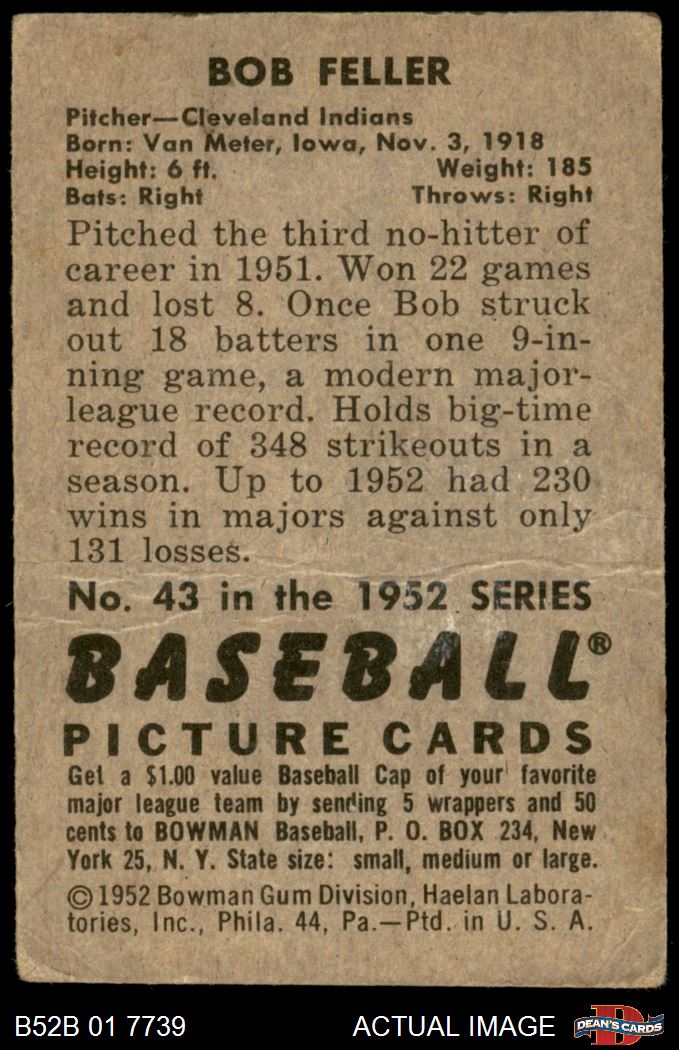 BOB FELLER
Pitcher—Cleveland Indians
Born: Van Meter, Iowa, Nov. 3, 1918
Height: 6 ft. Weight: 185
Bats: Right Throws: Right
Pitched the third no-hitter of
career in 1951. Won 22 games
and lost 8. Once Bob struck
out 18 batters in one 9-in-
ning game, a modern major-
league record. Holds big-time
record of 348 strikeouts in a
season. Up to 1952 had 230
wins in majors against only
131 losses.
No. 43 in the 1952 SERIES
BASEBALL®
PICTURE CARDS
Get a $1.00 value Baseball Cap of your favorite
major league team by sending 5 wrappers and 50
cents to BOWMAN Baseball, P. O. BOX 234, New
York 25, N. Y. State size: small, medium or large.
© 1952 Bowman Gum Division, Haelan Labora-
tories, Inc., Phila. 44, Pa.—Ptd. in U. S. A.
B52B 01 7739 ACTUAL IMAGE D DEAN'S CARDS